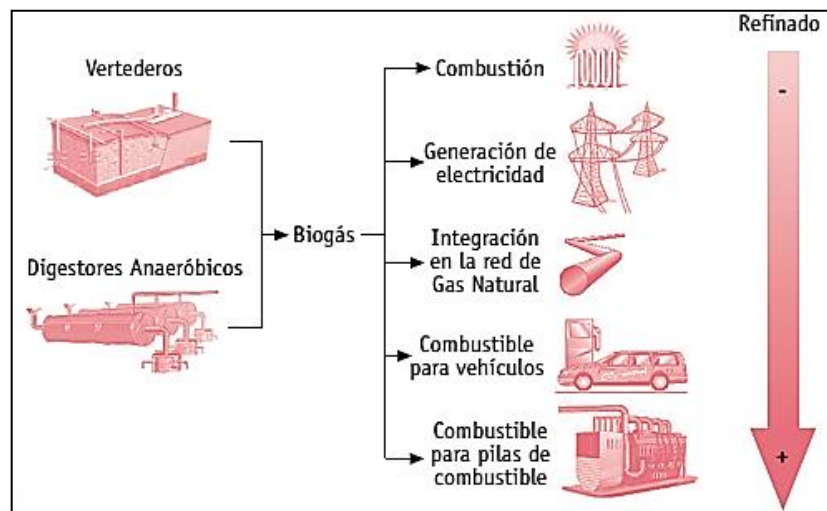 Refinado
Vertederos
Combustión
-
Generación de
electricidad
Biogás
Integración
en la red de
Gas Natural
Digestores Anaeróbicos
Combustible
para vehículos
Combustible
para pilas de
combustible
+